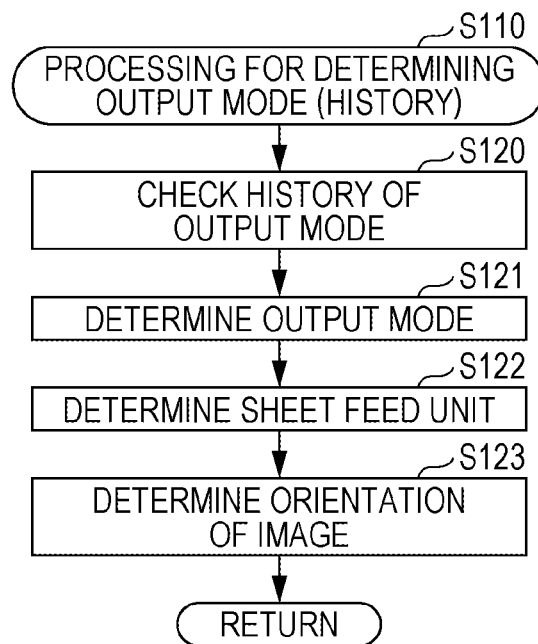 S110
PROCESSING FOR DETERMINING
OUTPUT MODE (HISTORY)
S120
CHECK HISTORY OF
OUTPUT MODE
S121
DETERMINE OUTPUT MODE
S122
DETERMINE SHEET FEED UNIT
S123
DETERMINE ORIENTATION
OF IMAGE
RETURN